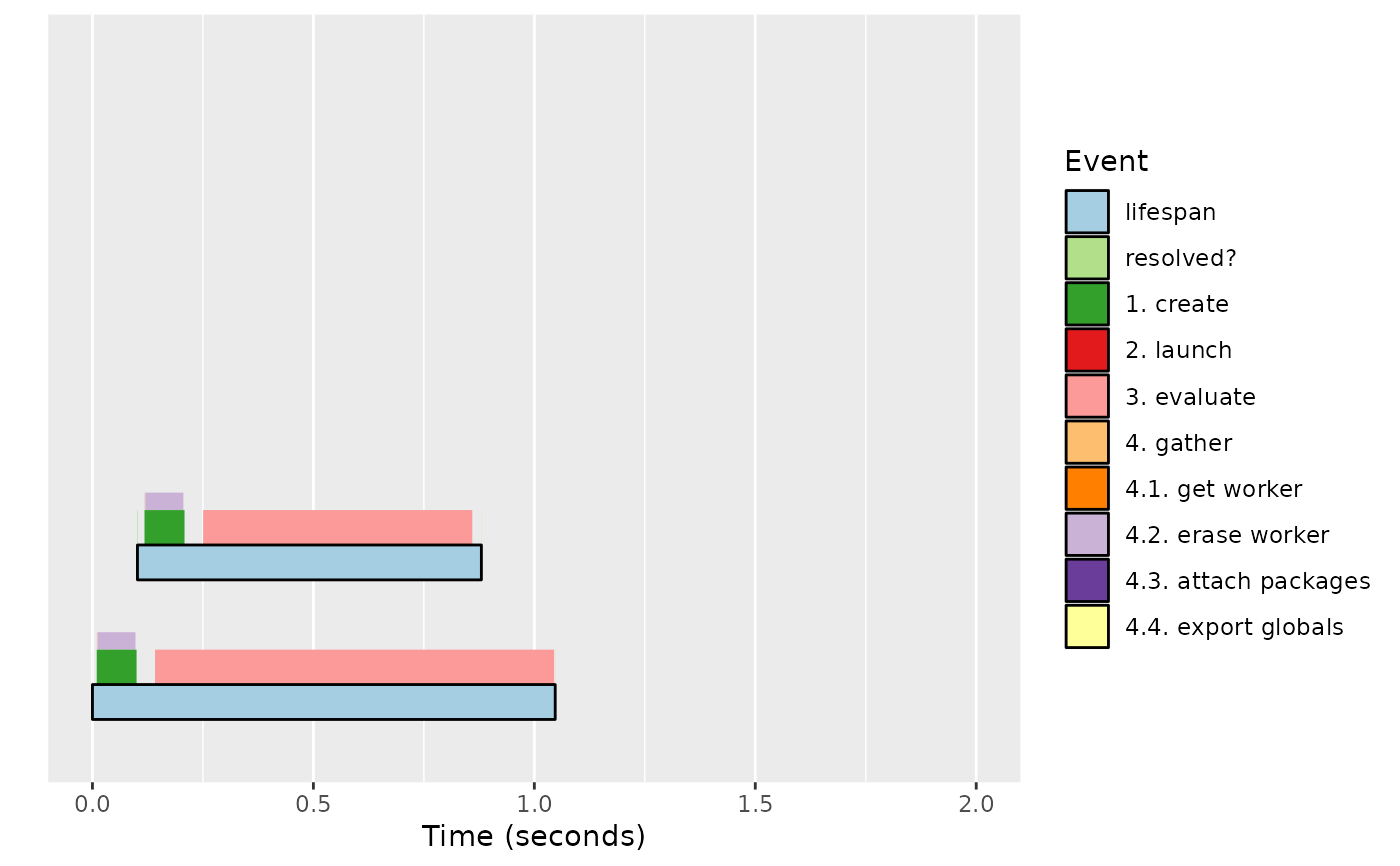 Event
lifespan
resolved?
1. create
2. launch
3. evaluate
4. gather
4.1. get worker
4.2. erase worker
4.3. attach packages
4.4. export globals
0.0 0.5 1.0 1.5 2.0
Time (seconds)